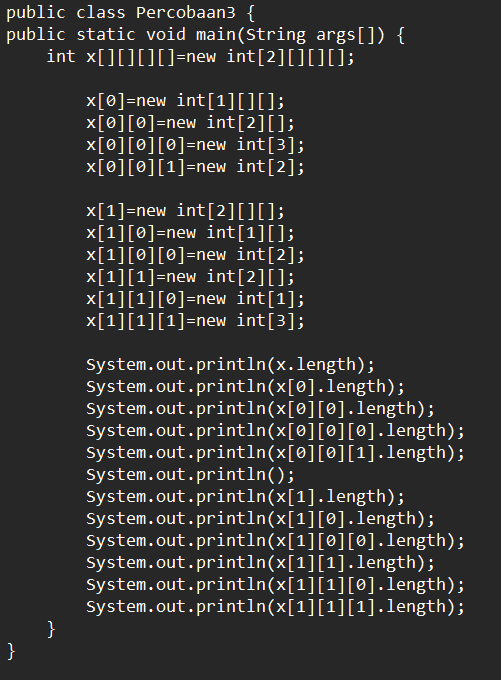 public class Percobaan3 {
public static void main(String args[]) {
    int x[][][][]=new int[2][][][];

        x[0]=new int[1][][];
        x[0][0]=new int[2][];
        x[0][0][0]=new int[3];
        x[0][0][1]=new int[2];

        x[1]=new int[2][][];
        x[1][0]=new int[1][];
        x[1][0][0]=new int[2];
        x[1][1]=new int[2][];
        x[1][1][0]=new int[1];
        x[1][1][1]=new int[3];

        System.out.println(x.length);
        System.out.println(x[0].length);
        System.out.println(x[0][0].length);
        System.out.println(x[0][0][0].length);
        System.out.println(x[0][0][1].length);
        System.out.println();
        System.out.println(x[1].length);
        System.out.println(x[1][0].length);
        System.out.println(x[1][0][0].length);
        System.out.println(x[1][1].length);
        System.out.println(x[1][1][0].length);
        System.out.println(x[1][1][1].length);
    }
}